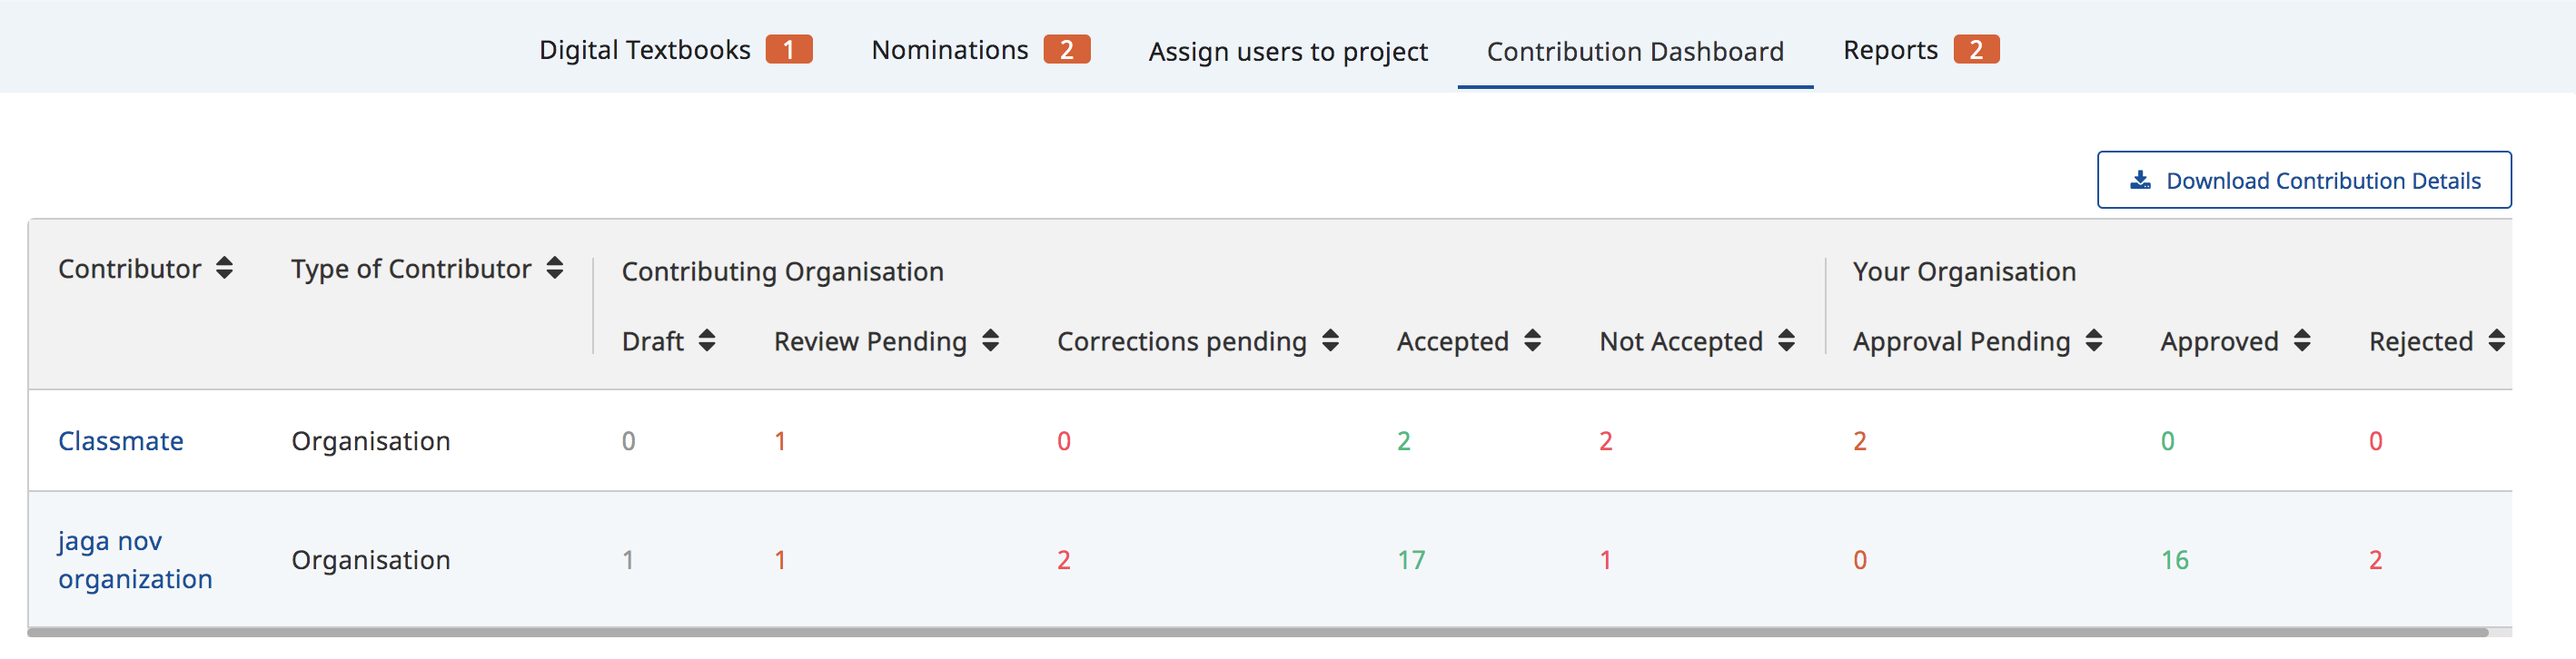 Digital Textbooks 1 Nominations 2 Assign users to project Contribution Dashboard Reports 2
Download Contribution Details
Contributor Type of Contributor Contributing Organisation Your Organisation
Draft Review Pending Corrections pending Accepted Not Accepted Approval Pending Approved Rejected
Classmate Organisation 0 1 0 2 2 2 0 0
jaga nov
organization Organisation 1 1 2 17 1 0 16 2